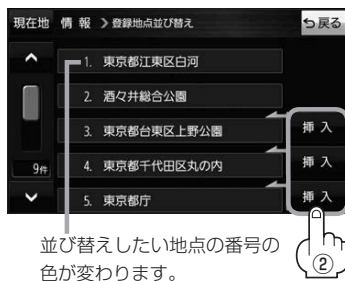 現在地 情報 > 登録地点並び替え 戻る
1. 東京都江東区白河
2. 酒々井総合公園
3. 東京都台東区上野公園
挿入
4. 東京都千代田区丸の内
挿入
9件
5. 東京都庁
挿入
並び替えしたい地点の番号の
色が変わります。
②